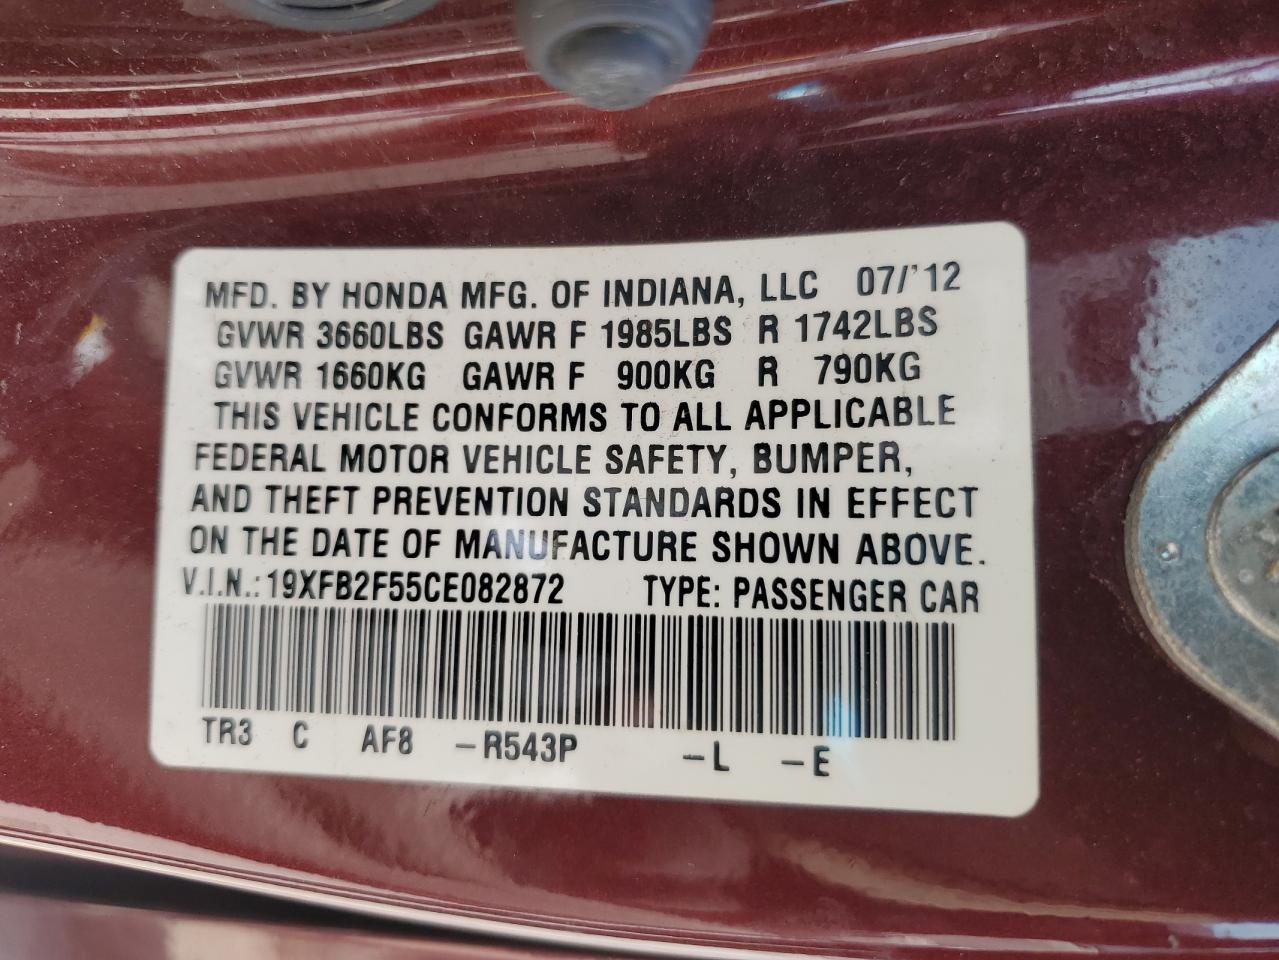 MFD. BY HONDA MFG. OF INDIANA, LLC 07/'12
GVWR 3660LBS GAWR F 1985LBS R 1742LBS
GVWR 1660KG GAWR F 900KG R 790KG
THIS VEHICLE CONFORMS TO ALL APPLICABLE
FEDERAL MOTOR VEHICLE SAFETY, BUMPER,
AND THEFT PREVENTION STANDARDS IN EFFECT
ON THE DATE OF MANUFACTURE SHOWN ABOVE.
V.I.N.:19XFB2F55CE082872 TYPE: PASSENGER CAR
TR3 C AF8 -R543P -L -E